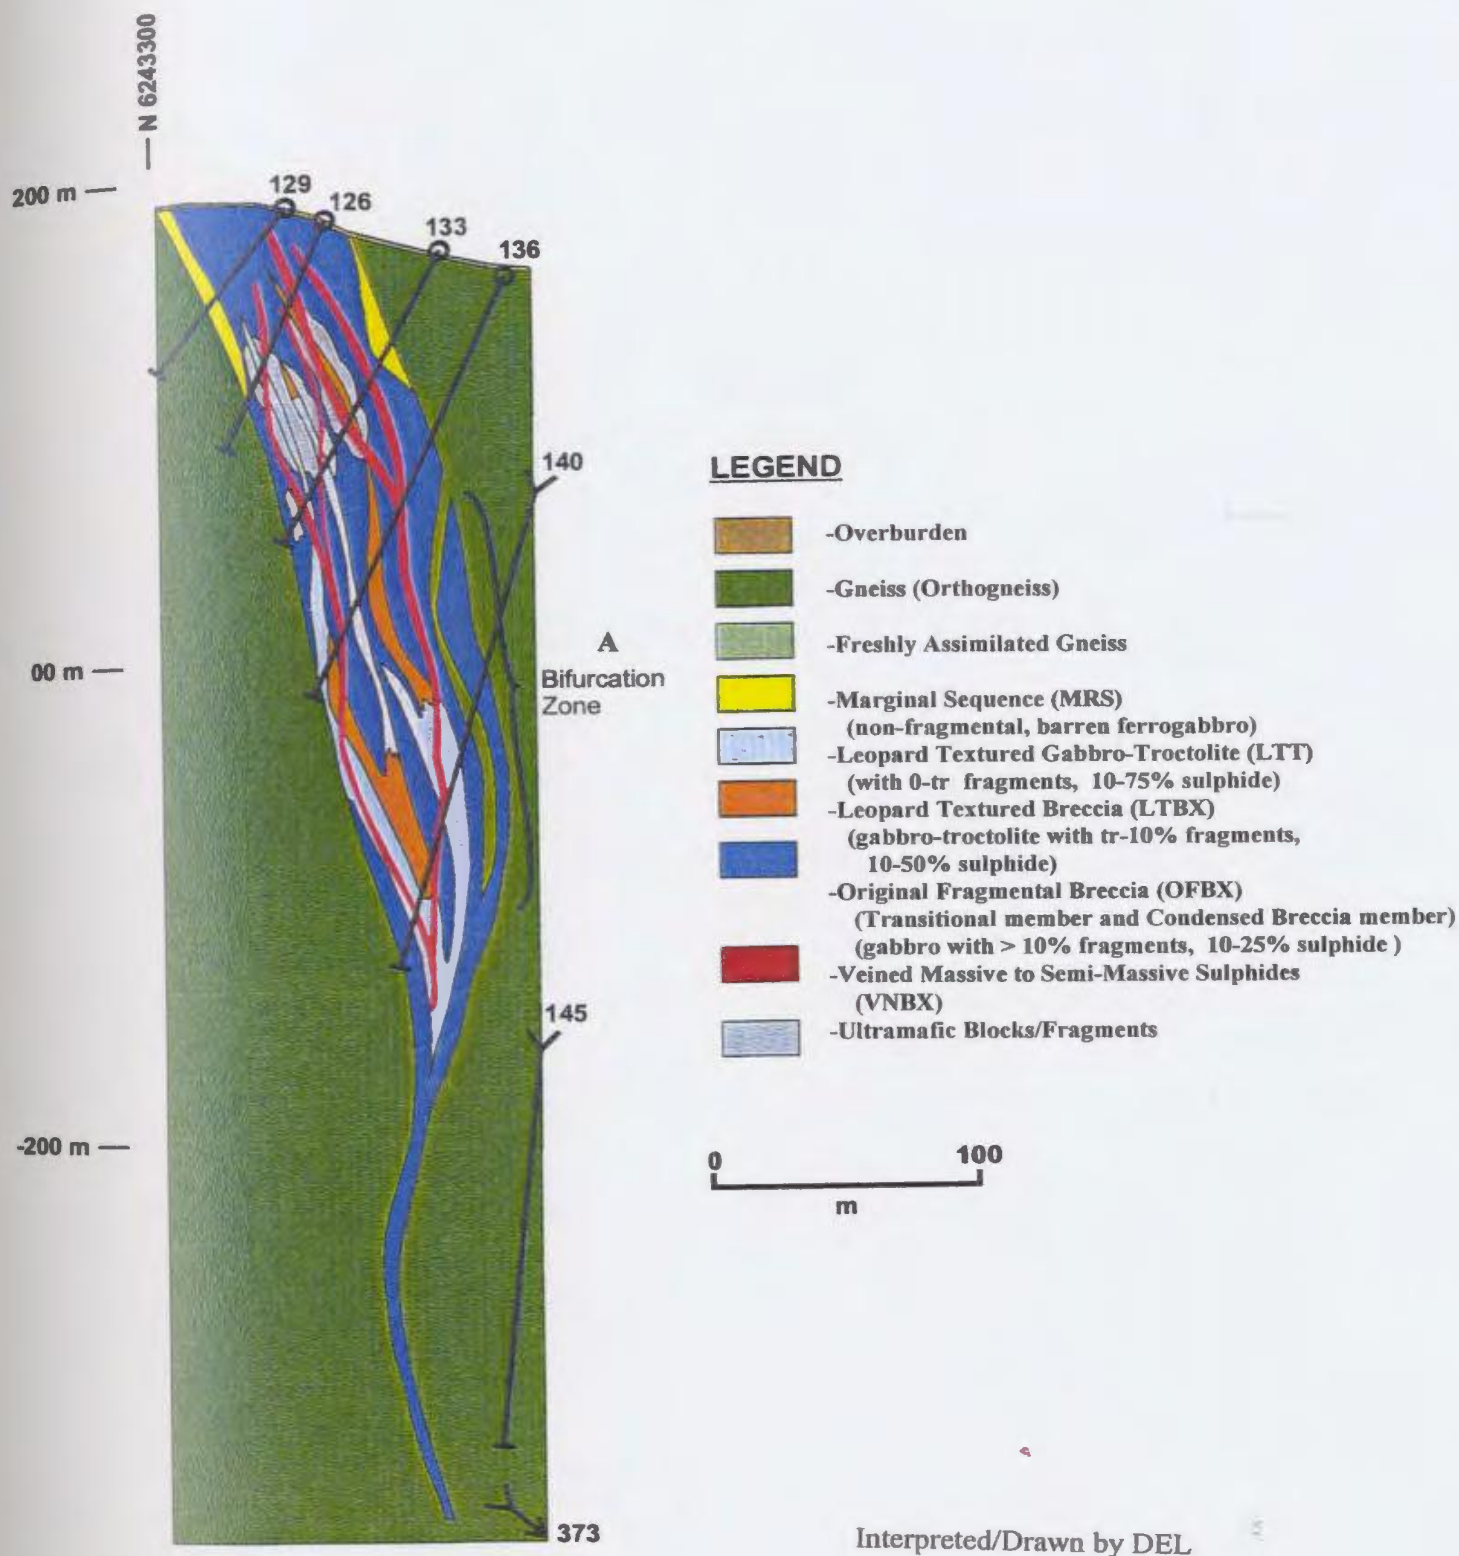 N 6243300
200 m
129
126
133
136
140
LEGEND
-Overburden
-Gneiss (Orthogneiss)
-Freshly Assimilated Gneiss
A
Bifurcation
Zone
00 m
-Marginal Sequence (MRS)
(non-fragmental, barren ferrogabbro)
-Leopard Textured Gabbro-Troctolite (LTT)
(with 0-tr fragments, 10-75% sulphide)
-Leopard Textured Breccia (LTBX)
(gabbro-troctolite with tr-10% fragments,
10-50% sulphide)
-Original Fragmental Breccia (OFBX)
(Transitional member and Condensed Breccia member)
(gabbro with > 10% fragments, 10-25% sulphide )
-Veined Massive to Semi-Massive Sulphides
(VNBX)
-Ultramafic Blocks/Fragments
145
-200 m
0 100
m
373
Interpreted/Drawn by DEL